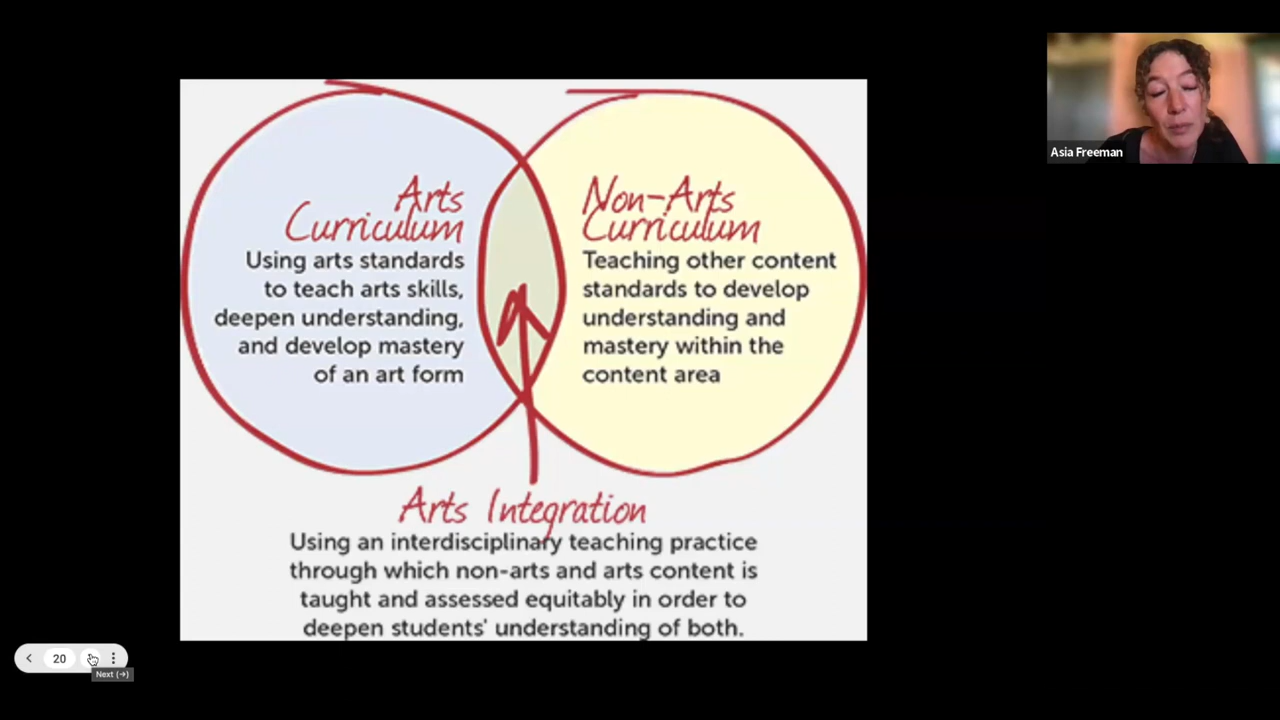 Arts
Curriculum
Using arts standards
to teach arts skills,
deepen understanding,
and develop mastery
of an art form
Non-Arts
Curriculum
Teaching other content
standards to develop
understanding and
mastery within the
content area
Arts Integration
Using an interdisciplinary teaching practice
through which non-arts and arts content is
taught and assessed equitably in order to
deepen students' understanding of both.
Asia Freeman
20
Next (→)